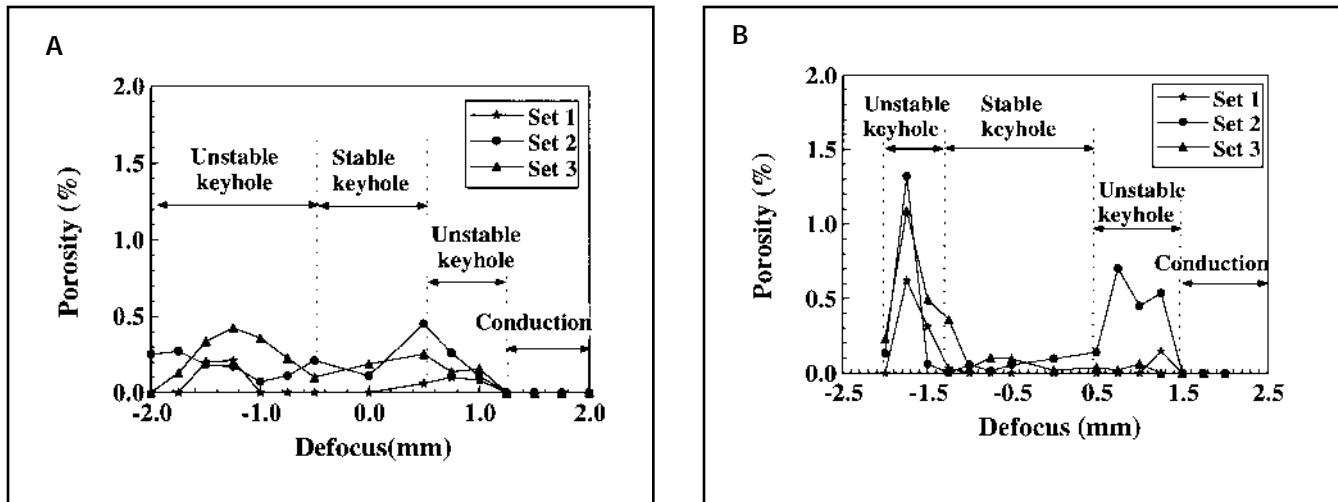 A
2.0
1.5
1.0
0.5
0.0
Porosity (%)
Set 1
Set 2
Set 3
Unstable
keyhole
Stable
keyhole
Unstable
keyhole
Conduction
-2.0
-1.0
0.0
1.0
2.0
Defocus(mm)
B
2.0
1.5
1.0
0.5
0.0
Porosity (%)
Unstable
keyhole
Stable
keyhole
Set 1
Set 2
Set 3
Unstable
keyhole
Conduction
-2.5
-1.5
-0.5
0.5
1.5
2.5
Defocus (mm)